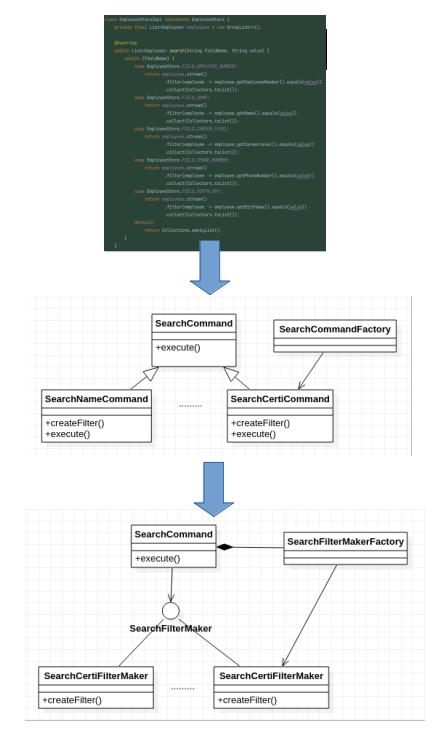 class EmployeeStoreImpl implements EmployeeStore {
private final List<Employee> employees = new ArrayList<>();
@Override
public List<Employee> search(String fieldName, String value) {
switch (fieldName) {
case EmployeeStore.FIELD_EMPLOYEE_NUMBER:
return employees.stream()
.filter(employee -> employee.getEmployeeNumber().equals(value))
.collect(Collectors.toList());
case EmployeeStore.FIELD_NAME:
return employees.stream()
.filter(employee -> employee.getName().equals(value))
.collect(Collectors.toList());
case EmployeeStore.FIELD_CAREER_LEVEL:
return employees.stream()
.filter(employee -> employee.getCareerLevel().equals(value))
.collect(Collectors.toList());
case EmployeeStore.FIELD_PHONE_NUMBER:
return employees.stream()
.filter(employee -> employee.getPhoneNumber().equals(value))
.collect(Collectors.toList());
case EmployeeStore.FIELD_BIRTH_DAY:
return employees.stream()
.filter(employee -> employee.getBirthday().equals(value))
.collect(Collectors.toList());
default:
return Collections.emptyList();
}
}
SearchCommand
+execute()
SearchCommandFactory
SearchNameCommand
+createFilter()
+execute()
.........
SearchCertiCommand
+createFilter()
+execute()
SearchCommand
+execute()
SearchFilterMakerFactory
SearchFilterMaker
SearchCertiFilterMaker
+createFilter()
.........
SearchCertiFilterMaker
+createFilter()